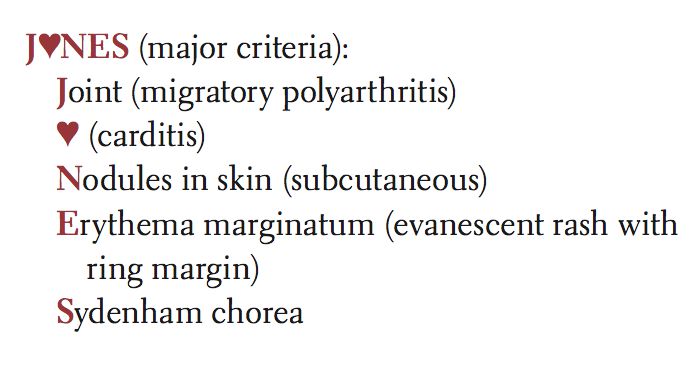 J♥NES (major criteria):
Joint (migratory polyarthritis)
♥ (carditis)
Nodules in skin (subcutaneous)
Erythema marginatum (evanescent rash with
ring margin)
Sydenham chorea